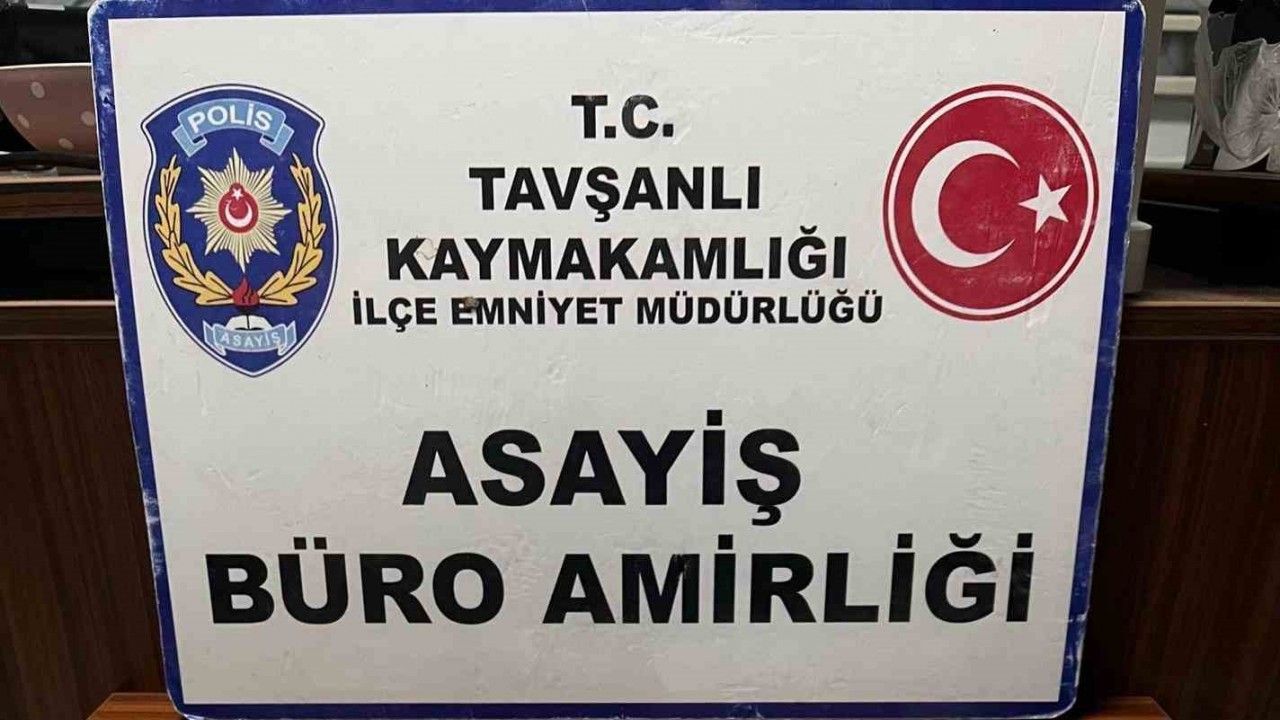 POLİS
ASAYİŞ
T.C.
TAVŞANLI
KAYMAKAMLIĞI
İLÇE EMNİYET MÜDÜRLÜĞÜ
ASAYİŞ
BÜRO AMİRLİĞİ